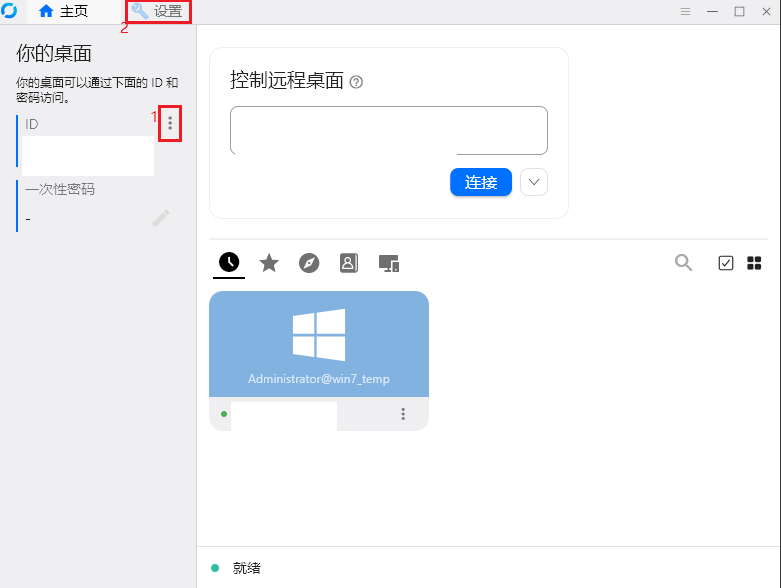 主页
设置
2
你的桌面
你的桌面可以通过下面的 ID 和
密码访问。
1
ID
一次性密码
-
控制远程桌面
连接
Administrator@win7_temp
就绪